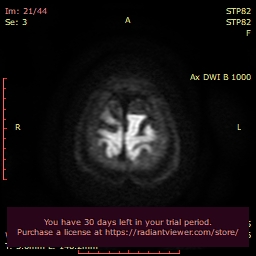 Im: 21/44
Se: 3
STP82
STP82
F
A
Ax DWI B 1000
R
L
You have 30 days left in your trial period.
Purchase a license at https://radiantviewer.com/store/